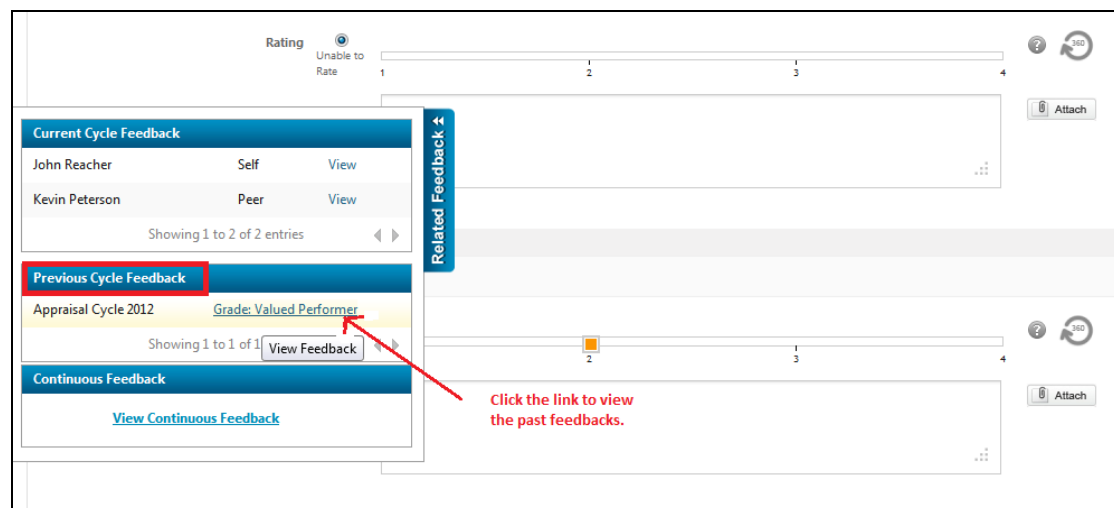 Rating
Unable to
Rate
1 2 3 4
360
Attach
Current Cycle Feedback
John Reacher Self View
Kevin Peterson Peer View
Showing 1 to 2 of 2 entries
Related Feedback
Previous Cycle Feedback
Appraisal Cycle 2012 Grade: Valued Performer
Showing 1 to 1 of 1
View Feedback
Continuous Feedback
View Continuous Feedback
?
360
2 3 4
Attach
Click the link to view
the past feedbacks.